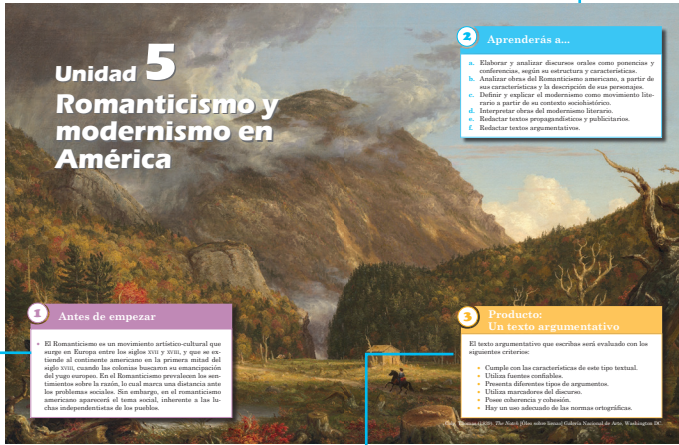 Unidad 5
Romanticismo y
modernismo en
América
2 Aprenderás a...
a. Elaborar y analizar discursos orales como ponencias y
conferencias, según su estructura y características.
b. Analizar obras del Romanticismo americano, a partir de
sus características y la descripción de sus personajes.
c. Definir y explicar el modernismo como movimiento lite-
rario a partir de su contexto sociohistórico.
d. Interpretar obras del modernismo literario.
e. Redactar textos propagandísticos y publicitarios.
f. Redactar textos argumentativos.
1 Antes de empezar
• El Romanticismo es un movimiento artístico-cultural que
surge en Europa entre los siglos XVII y XVIII, y que se ex-
tiende al continente americano en la primera mitad del
siglo XVIII, cuando las colonias buscaron su emancipación
del yugo europeo. En el Romanticismo prevalecen los sen-
timientos sobre la razón, lo cual marca una distancia ante
los problemas sociales. Sin embargo, en el romanticismo
americano aparecerá el tema social, inherente a las lu-
chas independentistas de los pueblos.
3 Producto:
Un texto argumentativo
El texto argumentativo que escribas será evaluado con los
siguientes criterios:
• Cumple con las características de este tipo textual.
• Utiliza fuentes confiables.
• Presenta diferentes tipos de argumentos.
• Utiliza marcadores del discurso.
• Posee coherencia y cohesión.
• Hay un uso adecuado de las normas ortográficas.
Thomas (1839). The Notch [Óleo sobre lienzo] Galería Nacional de Arte, Washington DC.